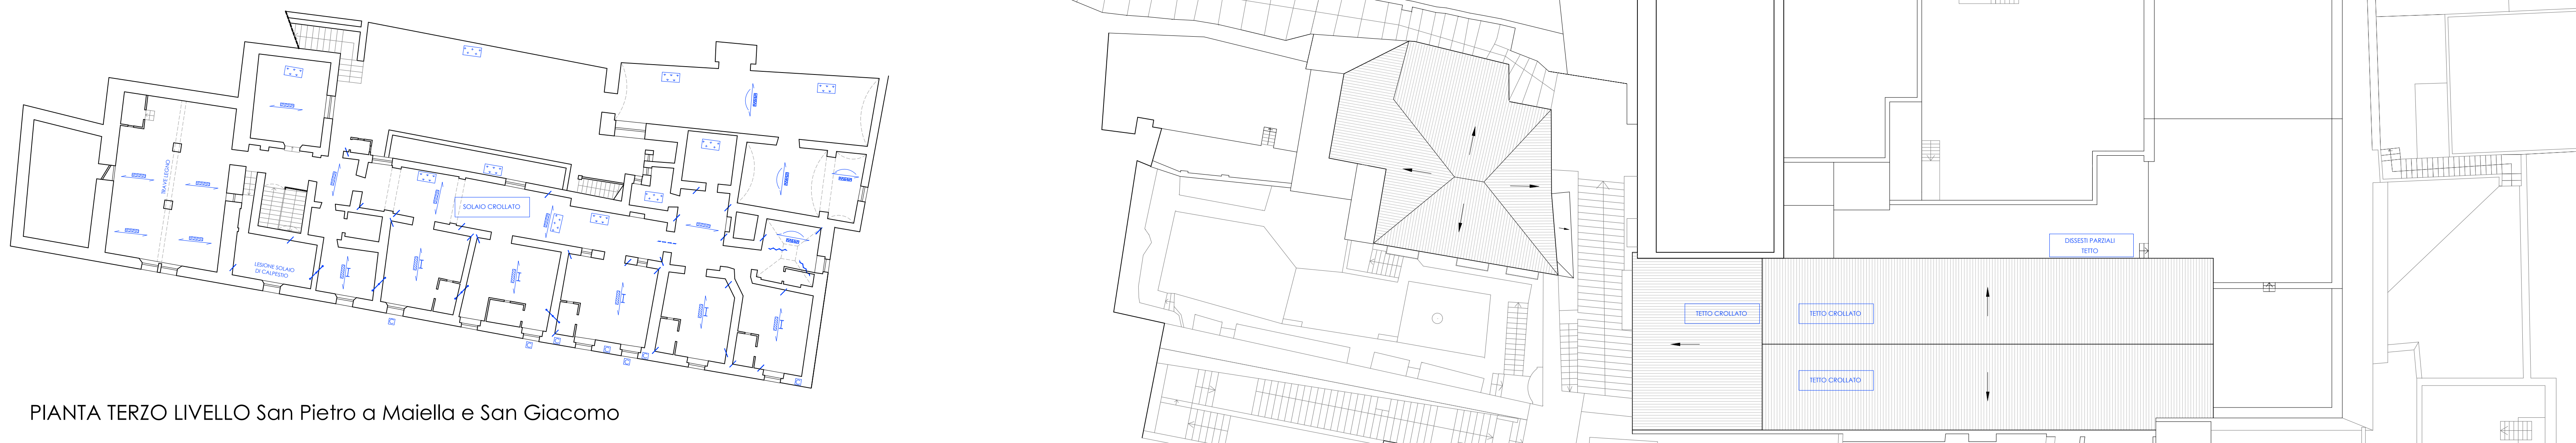 TRAVE LEGNO
SOLAIO CROLLATO
LESIONE SOLAIO
DI CALPESTIO
PIANTA TERZO LIVELLO San Pietro a Maiella e San Giacomo
DISSESTI PARZIALI
TETTO
TETTO CROLLATO
TETTO CROLLATO
TETTO CROLLATO